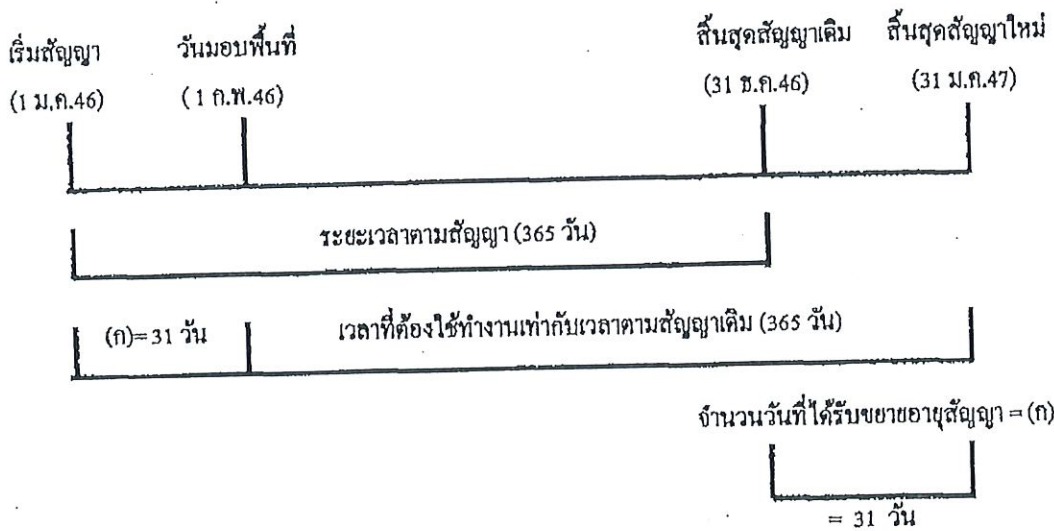 เริ่มสัญญา วันมอบพื้นที่ สิ้นสุดสัญญาเดิม สิ้นสุดสัญญาใหม่
(1 ม.ค.46) (1 ก.พ.46) (31 ธ.ค.46) (31 ม.ค.47)
ระยะเวลาตามสัญญา (365 วัน)
(ก)= 31 วัน เวลาที่ต้องใช้ทำงานเท่ากับเวลาตามสัญญาเดิม (365 วัน)
จำนวนวันที่ได้รับขยายอายุสัญญา = (ก)
= 31 วัน